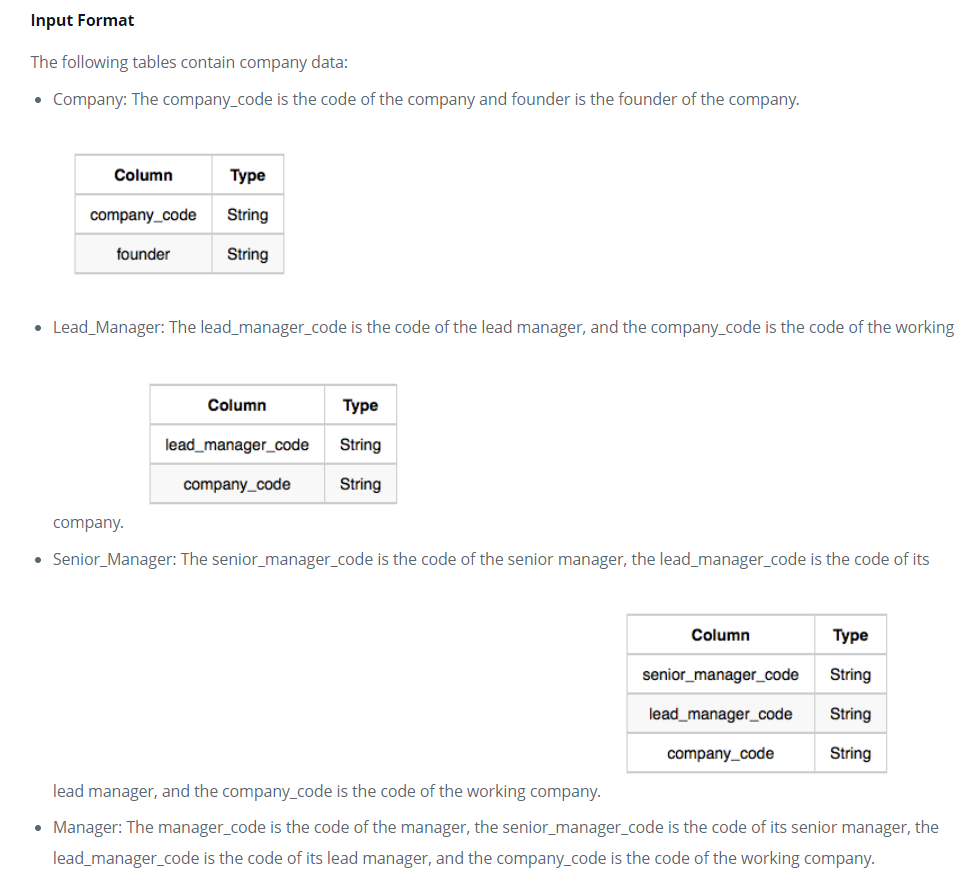 Input Format
The following tables contain company data:
• Company: The company_code is the code of the company and founder is the founder of the company.
Column Type
company_code String
founder String
• Lead_Manager: The lead_manager_code is the code of the lead manager, and the company_code is the code of the working
Column Type
lead_manager_code String
company_code String
company.
• Senior_Manager: The senior_manager_code is the code of the senior manager, the lead_manager_code is the code of its
Column Type
senior_manager_code String
lead_manager_code String
company_code String
lead manager, and the company_code is the code of the working company.
• Manager: The manager_code is the code of the manager, the senior_manager_code is the code of its senior manager, the
lead_manager_code is the code of its lead manager, and the company_code is the code of the working company.